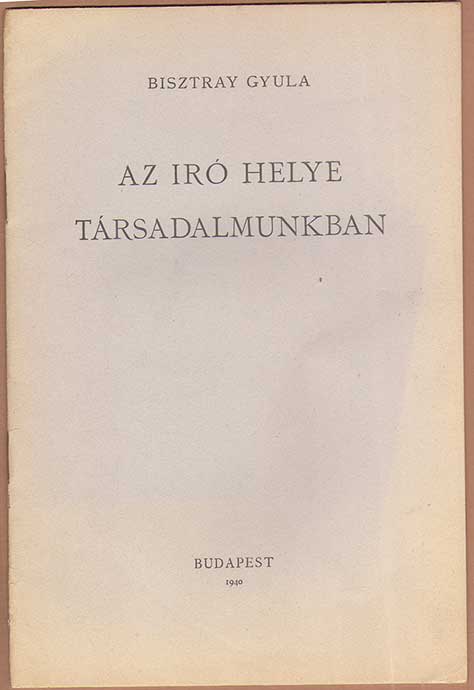 BISZTRAY GYULA
AZ IRÓ HELYE
TÁRSADALMUNKBAN
BUDAPEST
1940